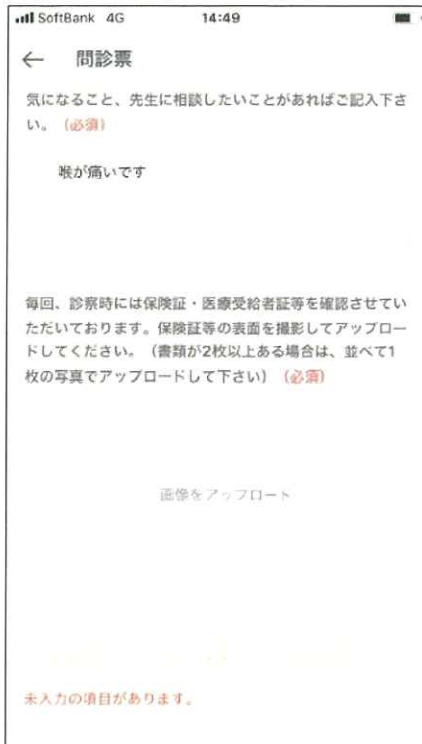 SoftBank 4G 14:49
← 問診票
気になること、先生に相談したいことがあればご記入下さ
い。（必須）
喉が痛いです
毎回、診察時には保険証・医療受給者証等を確認させてい
ただいております。保険証等の表面を撮影してアップロー
ドしてください。（書類が2枚以上ある場合は、並べて1
枚の写真でアップロードして下さい）（必須）
画像をアップロート
未入力の項目があります。